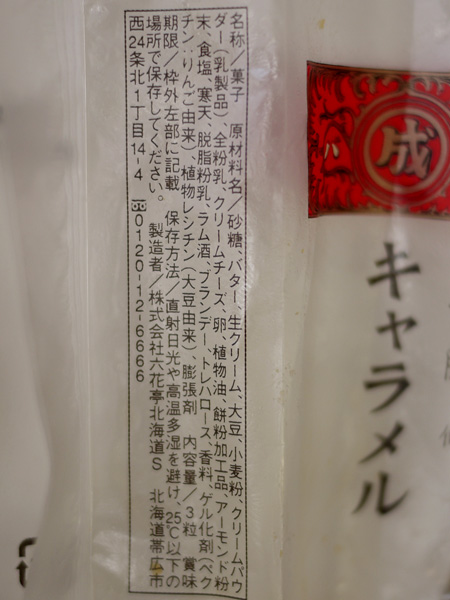 成
キャラメル
名称／菓子　原材料名／砂糖、バター、生クリーム、大豆、小麦粉、クリームパウ
ダー（乳製品）、全粉乳、クリームチーズ、卵、植物油、餅粉加工品、アーモンド粉
末、食塩、寒天、脱脂粉乳、ラム酒、ブランデー、トレハロース、香料、ゲル化剤（ペク
チン：りんご由来）、植物レシチン（大豆由来）、膨張剤　内容量／3粒　賞味
期限／枠外左部に記載　保存方法／直射日光や高温多湿を避け、25℃以下の
場所で保存してください。　製造者／株式会社六花亭北海道S　北海道帯広市
西24条北1丁目14-4　0120-12-6666